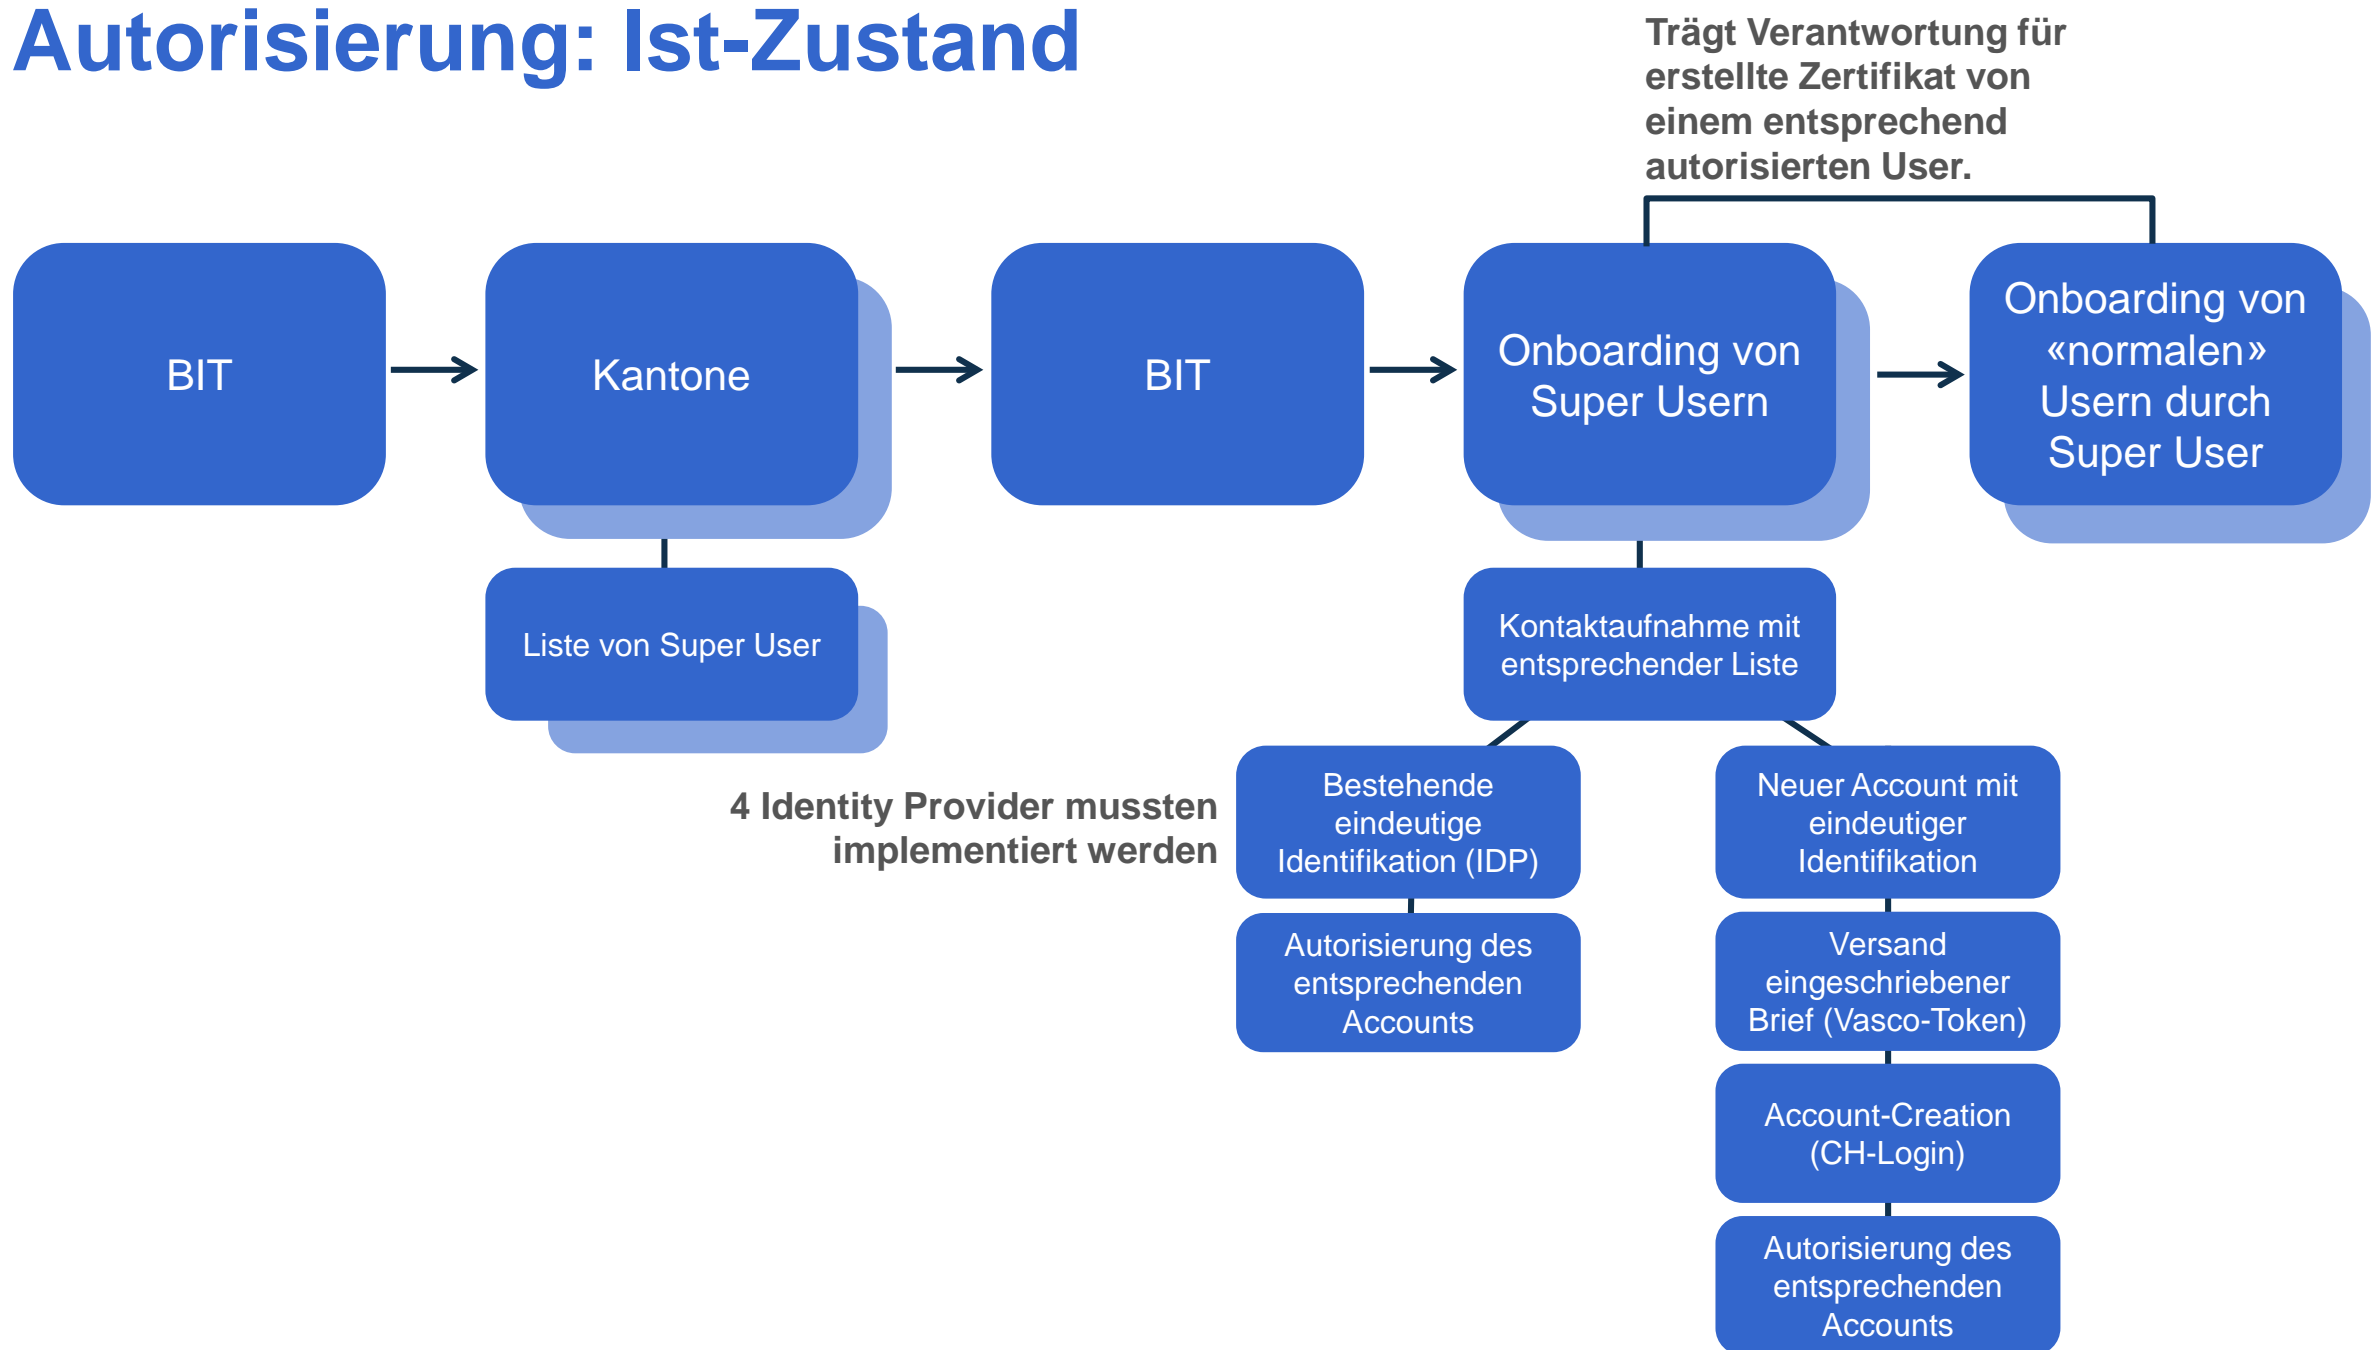 Autorisierung: Ist-Zustand
Trägt Verantwortung für
erstellte Zertifikat von
einem entsprechend
autorisierten User.
BIT
Kantone
BIT
Onboarding von
Super Usern
Onboarding von
«normalen»
Usern durch
Super User
Liste von Super User
Kontaktaufnahme mit
entsprechender Liste
4 Identity Provider mussten
implementiert werden
Bestehende
eindeutige
Identifikation (IDP)
Neuer Account mit
eindeutiger
Identifikation
Autorisierung des
entsprechenden
Accounts
Versand
eingeschriebener
Brief (Vasco-Token)
Account-Creation
(CH-Login)
Autorisierung des
entsprechenden
Accounts